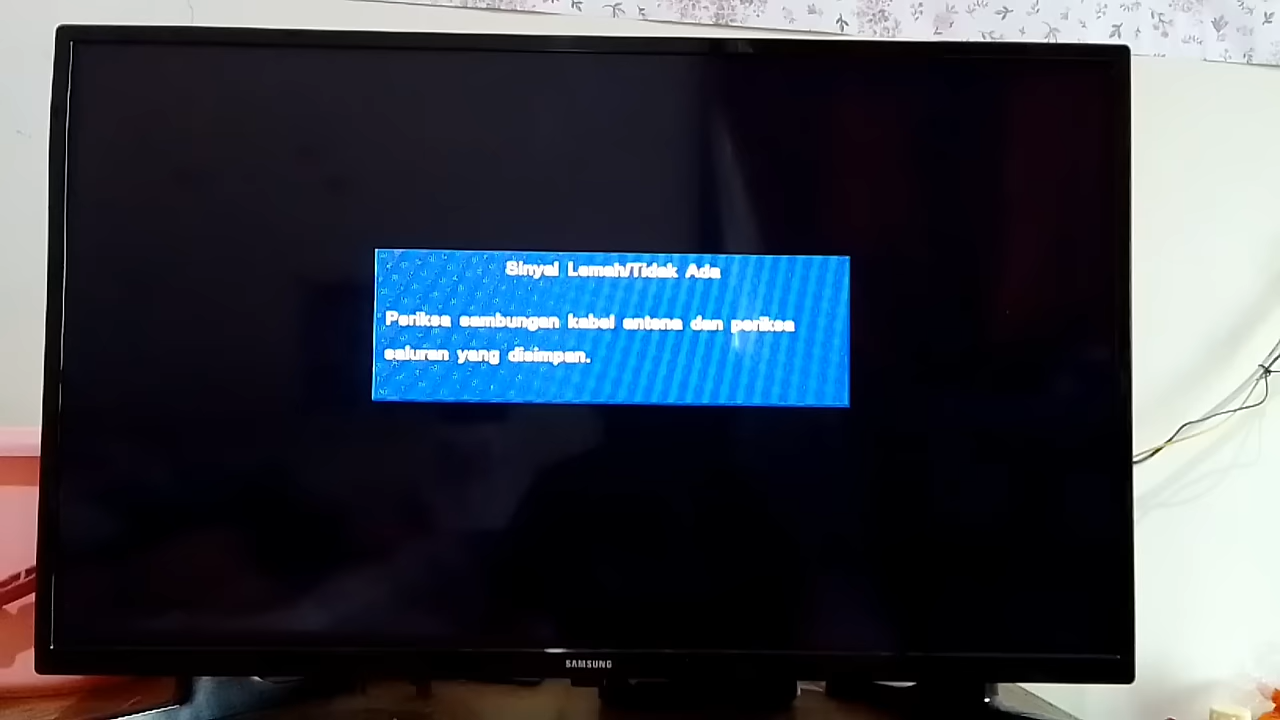 Sinyal Lemah/Tidak Ada
Periksa sambungan kabel antena dan periksa
saluran yang disimpan.
SAMSUNG